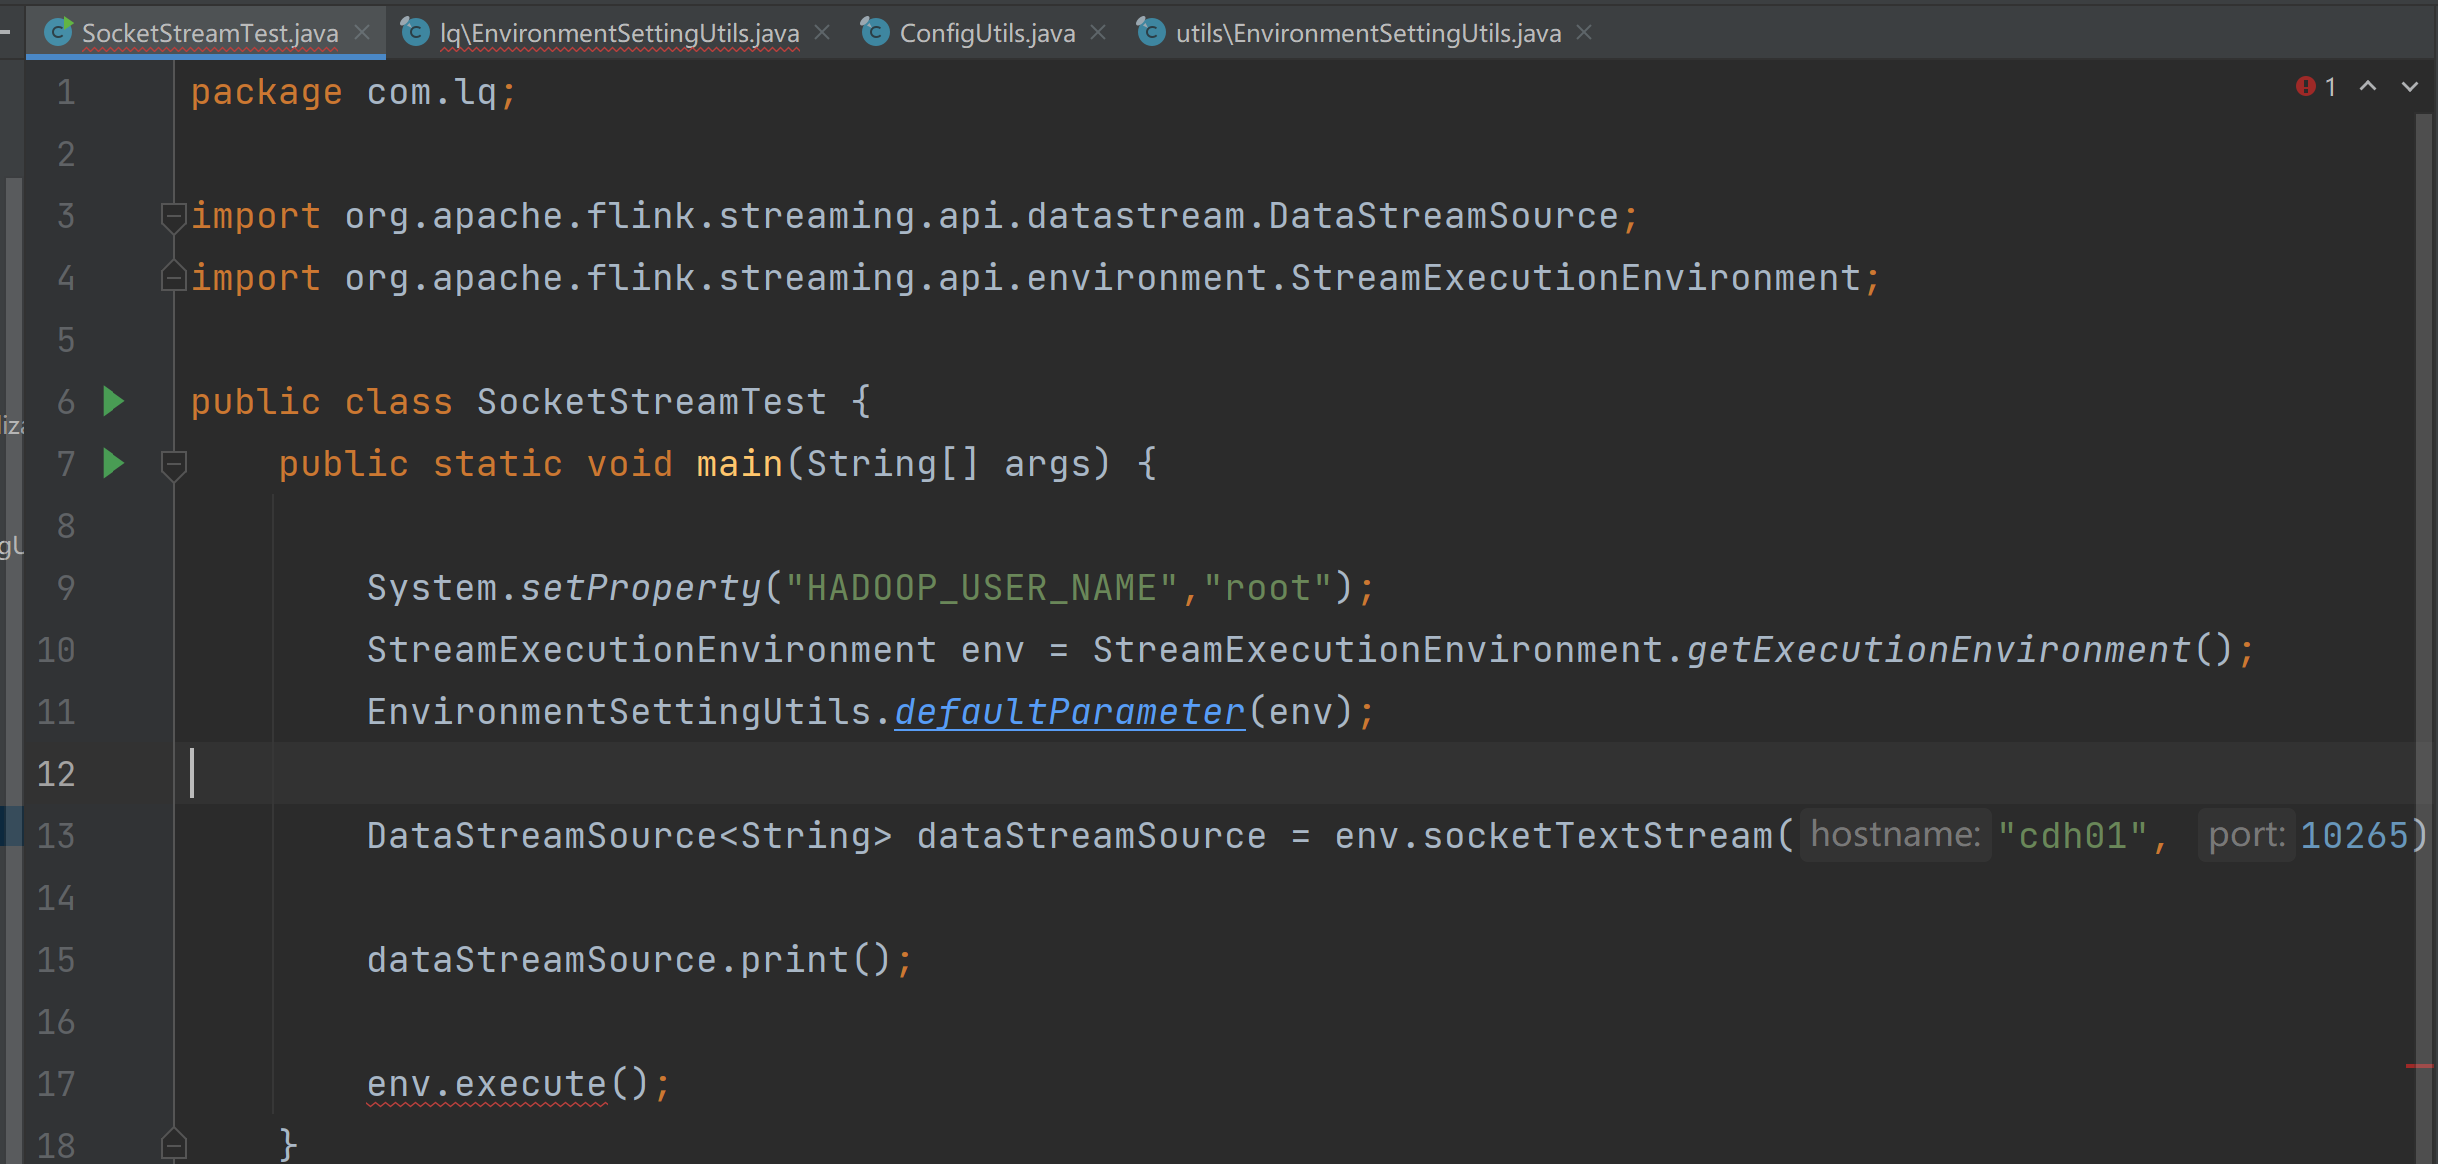 SocketStreamTest.java lq\EnvironmentSettingUtils.java ConfigUtils.java utils\EnvironmentSettingUtils.java
1 package com.lq; 1
2
3 import org.apache.flink.streaming.api.datastream.DataStreamSource;
4 import org.apache.flink.streaming.api.environment.StreamExecutionEnvironment;
5
6 public class SocketStreamTest {
7 public static void main(String[] args) {
8
9 System.setProperty("HADOOP_USER_NAME","root");
10 StreamExecutionEnvironment env = StreamExecutionEnvironment.getExecutionEnvironment();
11 EnvironmentSettingUtils.defaultParameter(env);
12
13 DataStreamSource<String> dataStreamSource = env.socketTextStream( hostname: "cdh01", port: 10265)
14
15 dataStreamSource.print();
16
17 env.execute();
18 }